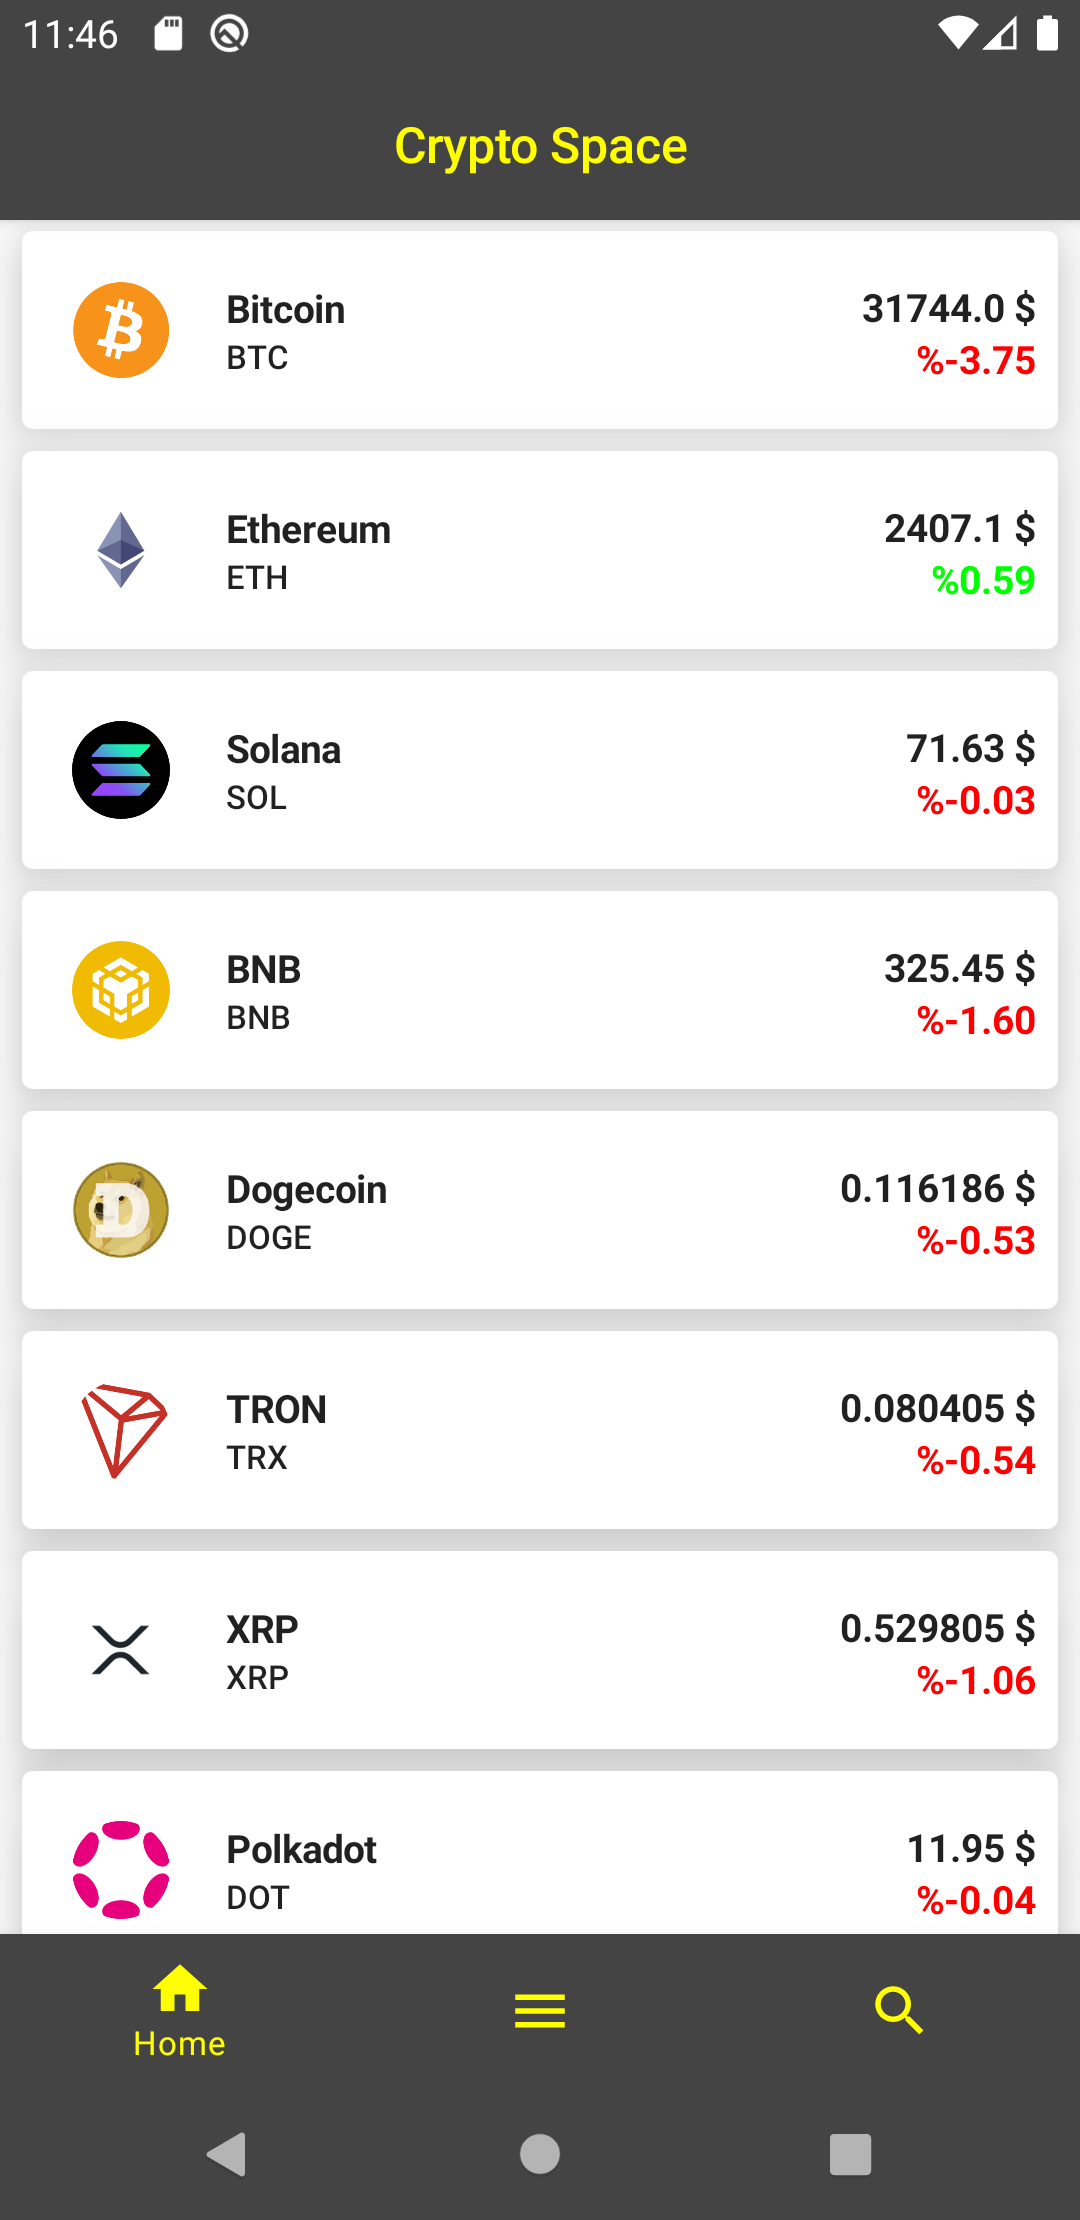 11:46
Crypto Space
Bitcoin
31744.0 $
BTC
%-3.75
Ethereum
2407.1 $
ETH
%0.59
Solana
71.63 $
SOL
%-0.03
BNB
325.45 $
BNB
%-1.60
Dogecoin
0.116186 $
DOGE
%-0.53
TRON
0.080405 $
TRX
%-0.54
XRP
0.529805 $
XRP
%-1.06
Polkadot
11.95 $
DOT
%-0.04
Home